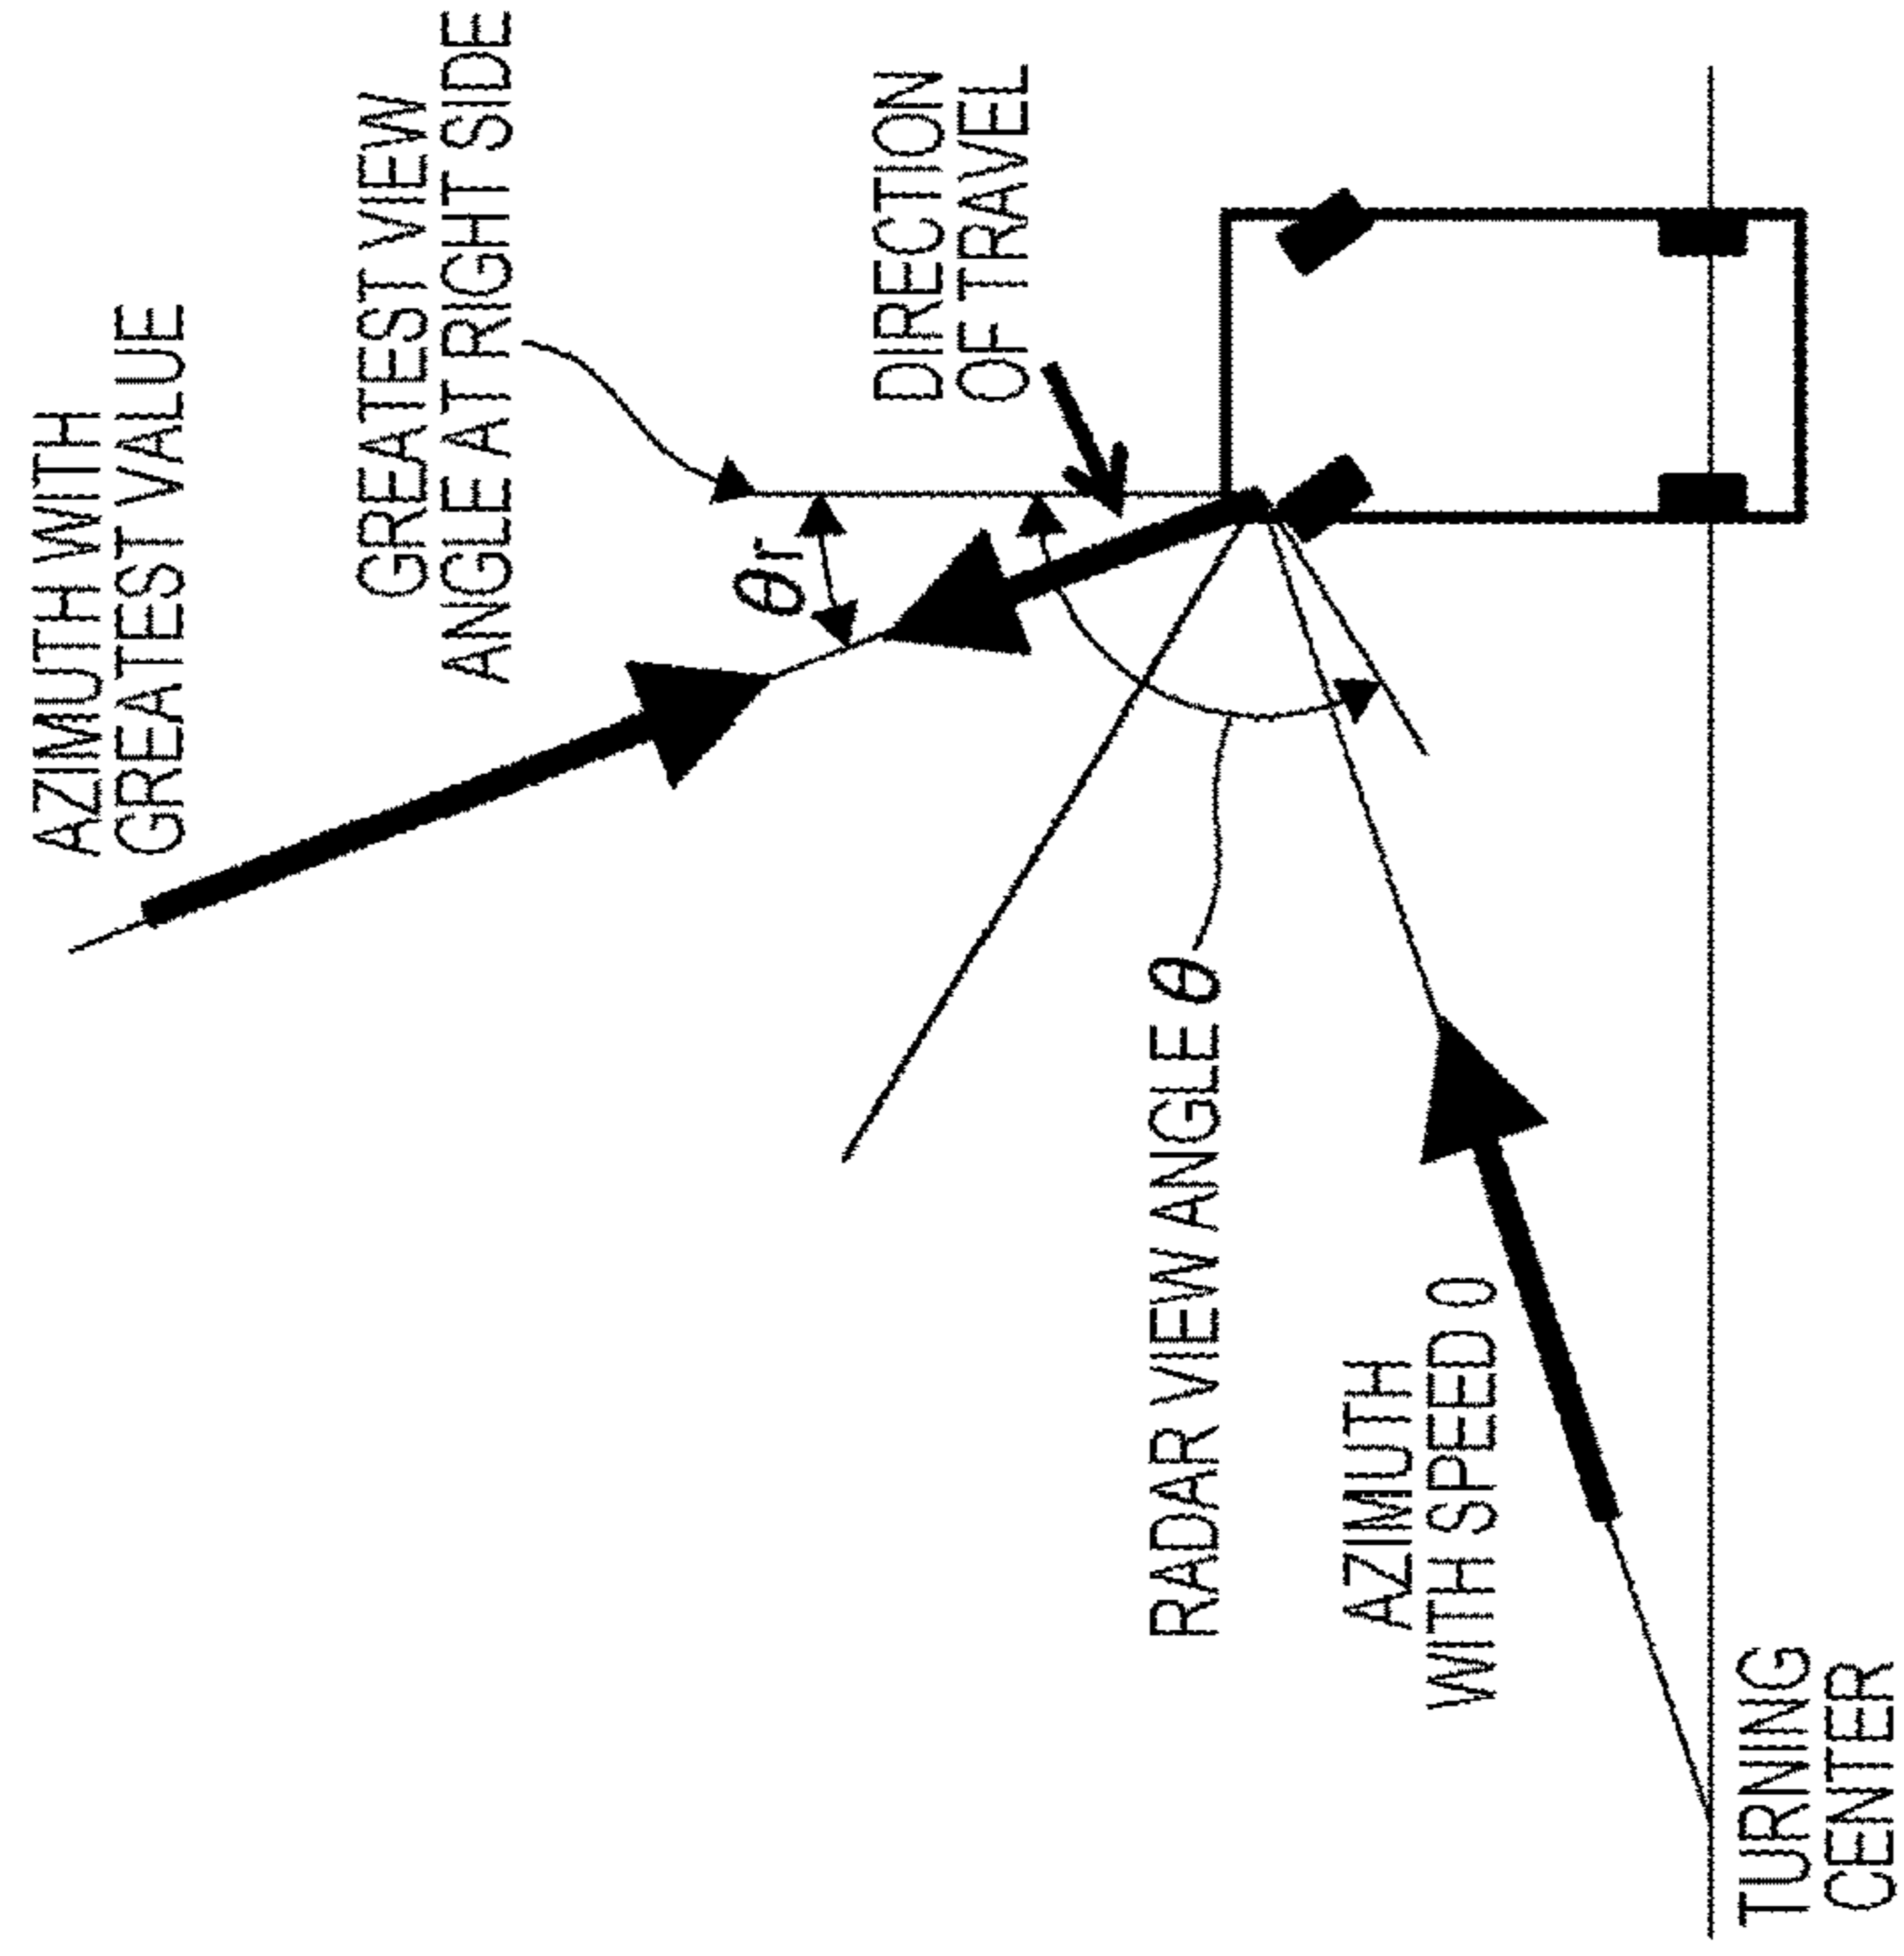 AZIMUTH WITH
GREATEST VALUE
GREATEST VIEW
ANGLE AT RIGHT SIDE
θr
DIRECTION
OF TRAVEL
RADAR VIEW ANGLE θ
AZIMUTH
WITH SPEED 0
TURNING
CENTER